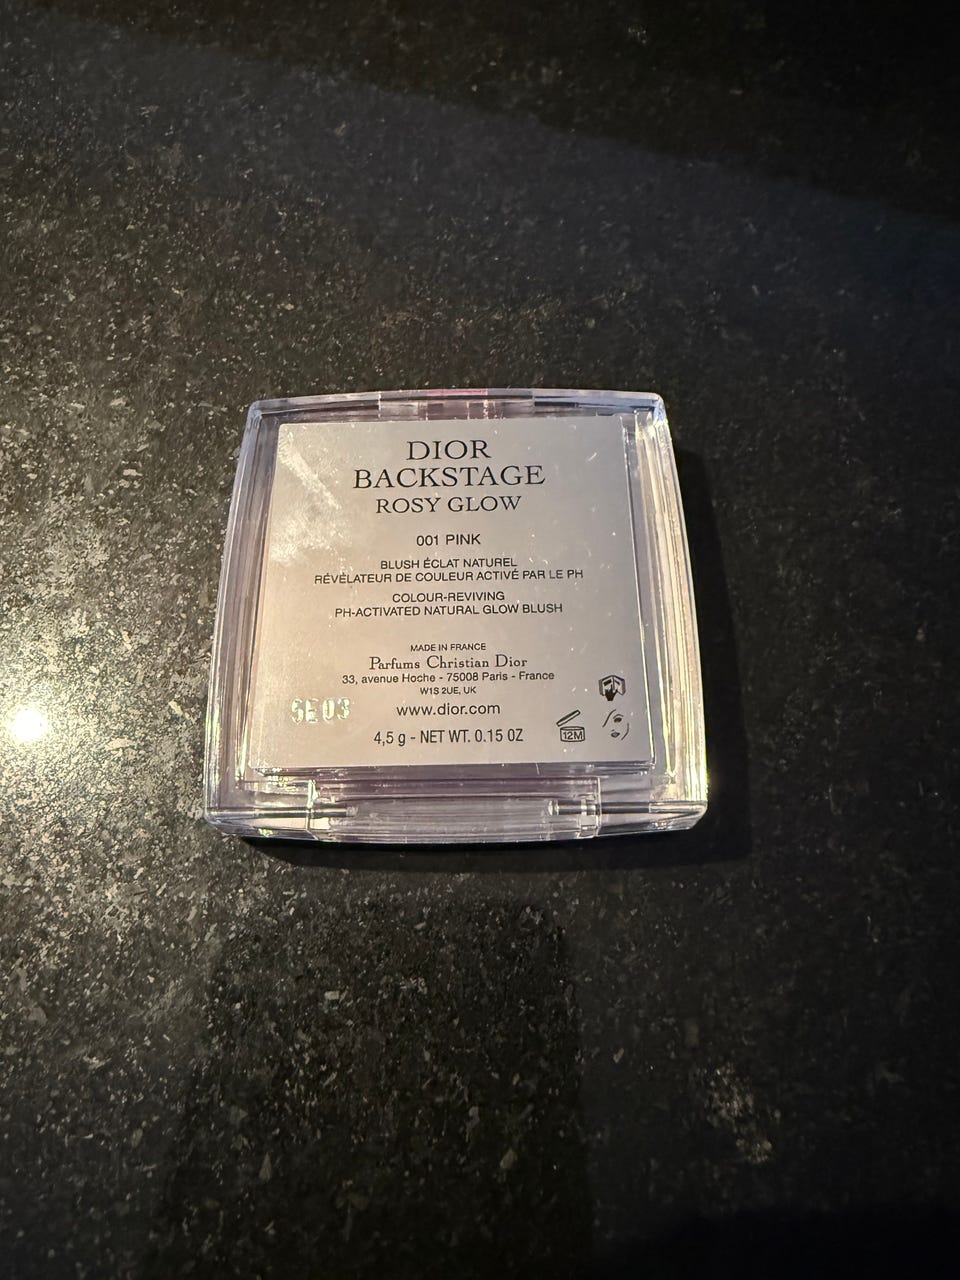 DIOR
BACKSTAGE
ROSY GLOW
001 PINK
BLUSH ÉCLAT NATUREL
RÉVÉLATEUR DE COULEUR ACTIVÉ PAR LE PH
COLOUR-REVIVING
PH-ACTIVATED NATURAL GLOW BLUSH
MADE IN FRANCE
Parfums Christian Dior
33, avenue Hoche - 75008 Paris - France
W1S 2UE, UK
5E03
www.dior.com
4,5 g - NET WT. 0.15 OZ
12M